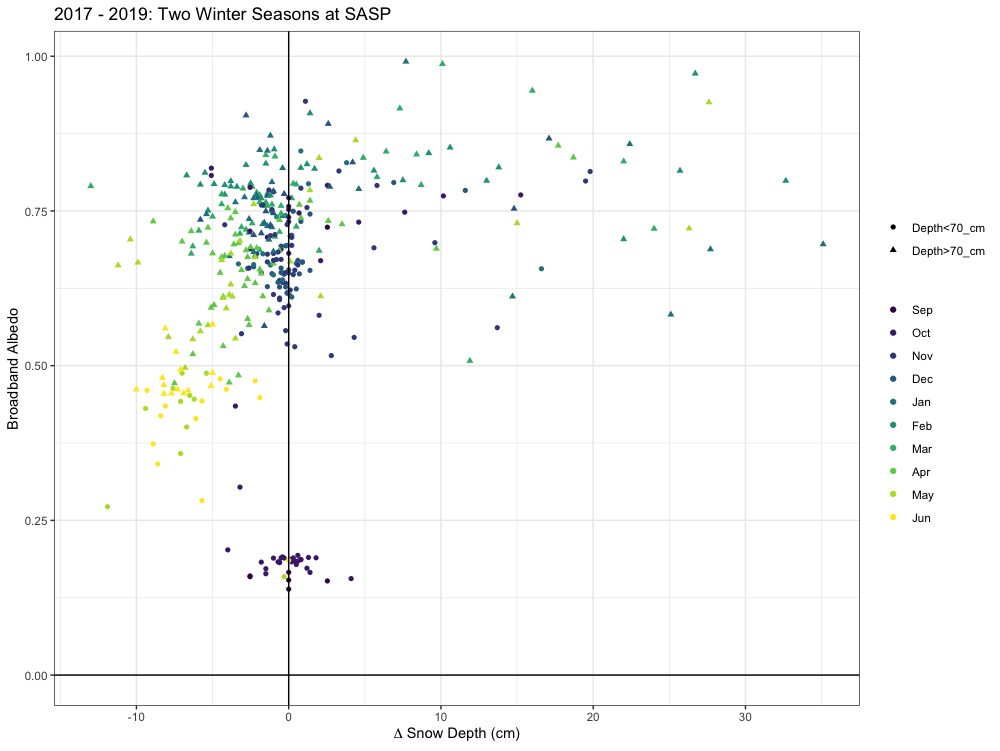 2017 - 2019: Two Winter Seasons at SASP
1.00
0.75
0.50
0.25
0.00
Broadband Albedo
-10
0
10
20
30
Δ Snow Depth (cm)
Depth<70_cm
Depth>70_cm
Sep
Oct
Nov
Dec
Jan
Feb
Mar
Apr
May
Jun